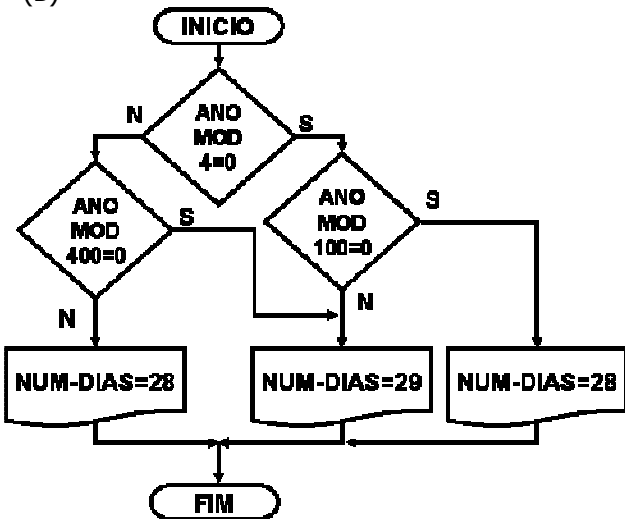 (B)
INICIO
N
ANO
MOD
4=0
S
ANO
MOD
400=0
S
ANO
MOD
100=0
S
N
N
NUM-DIAS=28
NUM-DIAS=29
NUM-DIAS=28
FIM